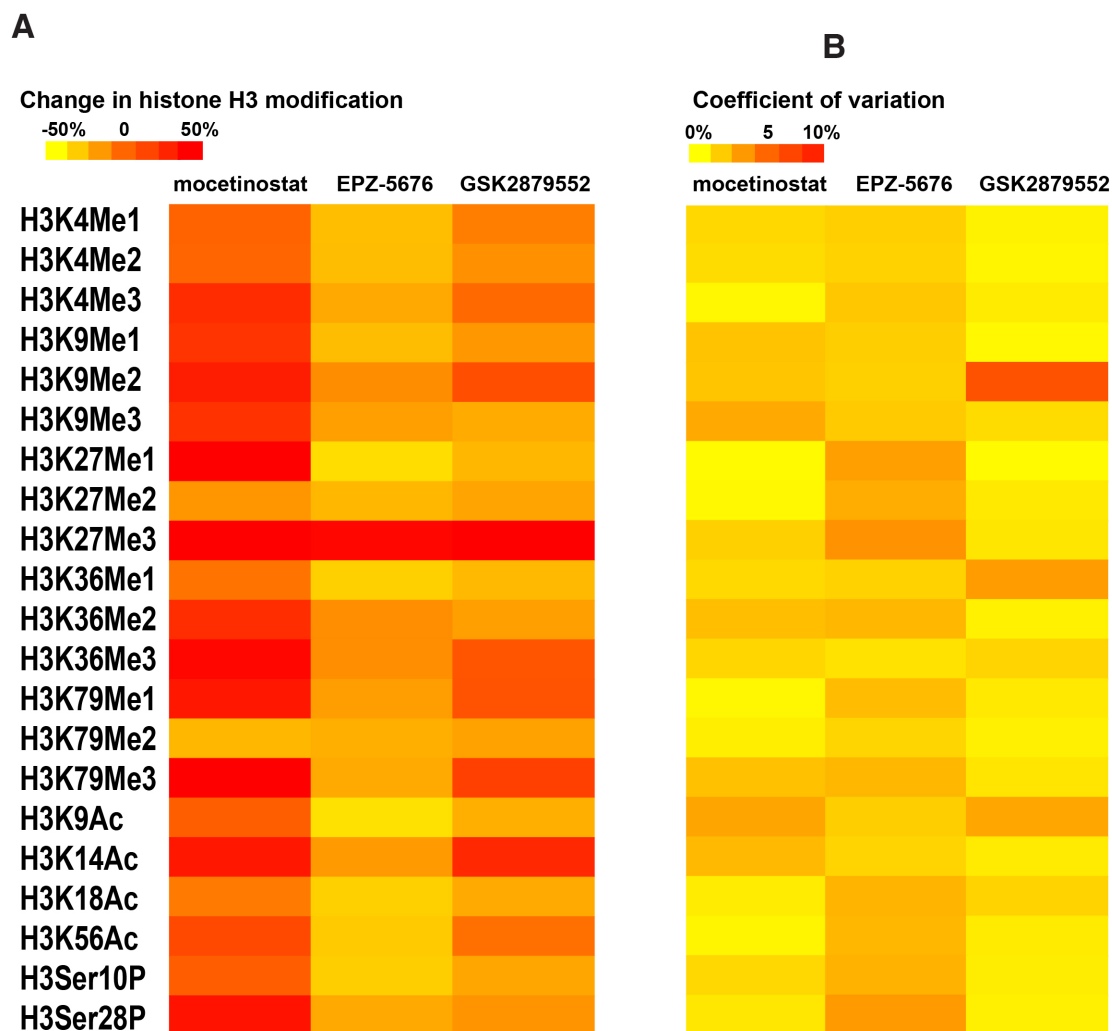 A
B
Change in histone H3 modification
-50% 0 50%
Coefficient of variation
0% 5 10%
mocetinostat EPZ-5676 GSK2879552
mocetinostat EPZ-5676 GSK2879552
H3K4Me1
H3K4Me2
H3K4Me3
H3K9Me1
H3K9Me2
H3K9Me3
H3K27Me1
H3K27Me2
H3K27Me3
H3K36Me1
H3K36Me2
H3K36Me3
H3K79Me1
H3K79Me2
H3K79Me3
H3K9Ac
H3K14Ac
H3K18Ac
H3K56Ac
H3Ser10P
H3Ser28P